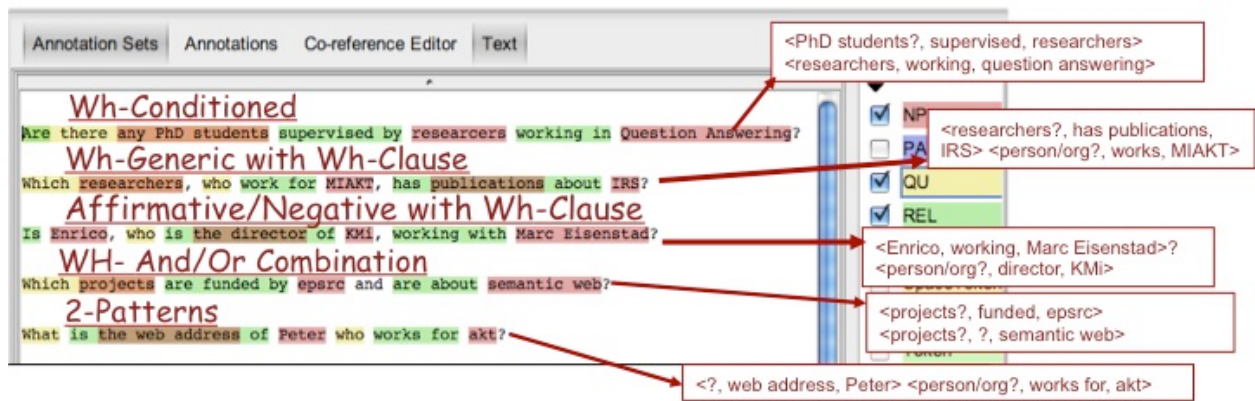 Annotation Sets Annotations Co-reference Editor Text
<PhD students?, supervised, researchers>
<researchers, working, question answering>
Wh-Conditioned
Are there any PhD students supervised by researcers working in Question Answering?
NP
<researchers?, has publications,
IRS> <person/org?, works, MIAKT>
Wh-Generic with Wh-Clause
PA
Which researchers, who work for MIAKT, has publications about IRS?
QU
Affirmative/Negative with Wh-Clause
REL
Is Enrico, who is the director of KMi, working with Marc Eisenstad?
<Enrico, working, Marc Eisenstad>?
<person/org?, director, KMi>
WH- And/Or Combination
Which projects are funded by epsrc and are about semantic web?
<projects?, funded, epsrc>
<projects?, ?, semantic web>
2-Patterns
What is the web address of Peter who works for akt?
<?, web address, Peter> <person/org?, works for, akt>